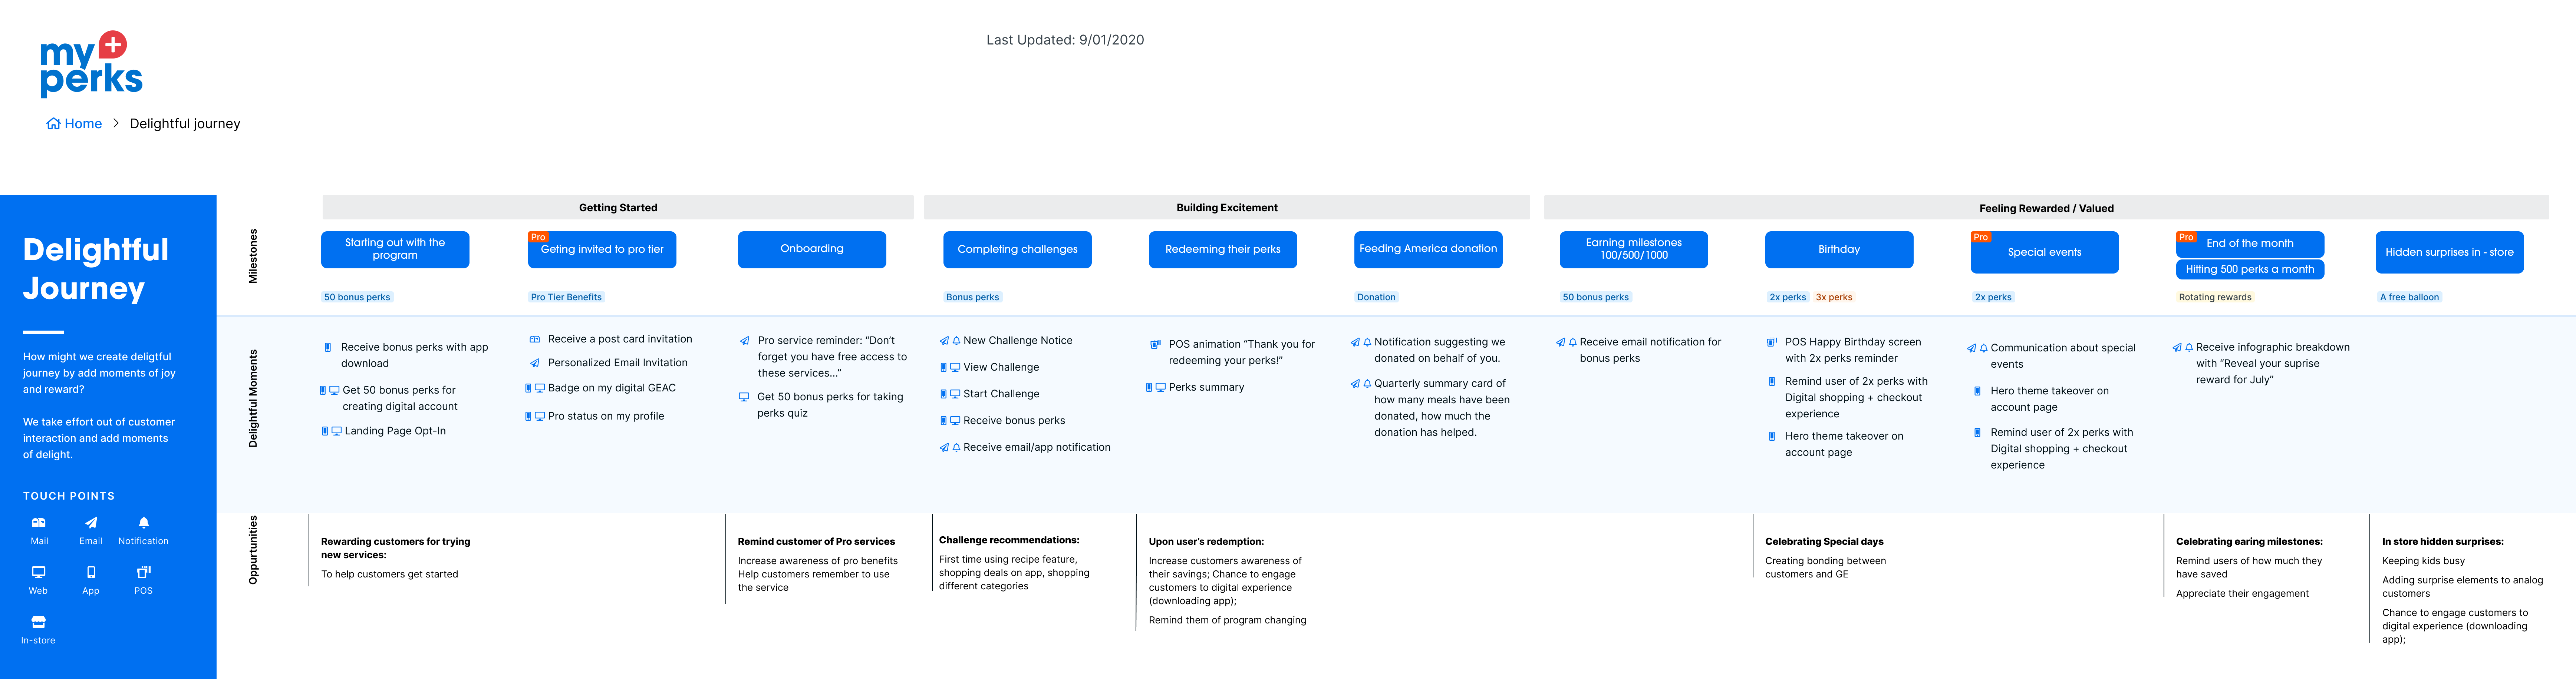 my
perks
Last Updated: 9/01/2020
Home > Delightful journey
Delightful
Journey
How might we create deligtful
journey by add moments of joy
and reward?
We take effort out of customer
interaction and add moments
of delight.
TOUCH POINTS
Mail
Email
Notification
Web
App
POS
In-store
Milestones
Getting Started
Building Excitement
Feeling Rewarded / Valued
Starting out with the
program
50 bonus perks
Pro
Geting invited to pro tier
Pro Tier Benefits
Onboarding
Completing challenges
Bonus perks
Redeeming their perks
Feeding America donation
Donation
Earning milestones
100/500/1000
50 bonus perks
Birthday
2x perks 3x perks
Pro
Special events
2x perks
Pro
End of the month
Hitting 500 perks a month
Rotating rewards
Hidden surprises in - store
A free balloon
Delightful Moments
Receive bonus perks with app
download
Get 50 bonus perks for
creating digital account
Landing Page Opt-In
Receive a post card invitation
Personalized Email Invitation
Badge on my digital GEAC
Pro status on my profile
Pro service reminder: “Don’t
forget you have free access to
these services...”
Get 50 bonus perks for taking
perks quiz
New Challenge Notice
View Challenge
Start Challenge
Receive bonus perks
Receive email/app notification
POS animation “Thank you for
redeeming your perks!”
Perks summary
Notification suggesting we
donated on behalf of you.
Quarterly summary card of
how many meals have been
donated, how much the
donation has helped.
Receive email notification for
bonus perks
POS Happy Birthday screen
with 2x perks reminder
Remind user of 2x perks with
Digital shopping + checkout
experience
Hero theme takeover on
account page
Communication about special
events
Hero theme takeover on
account page
Remind user of 2x perks with
Digital shopping + checkout
experience
Receive infographic breakdown
with “Reveal your suprise
reward for July”
Oppurtunities
Rewarding customers for trying
new services:
To help customers get started
Remind customer of Pro services
Increase awareness of pro benefits
Help customers remember to use
the service
Challenge recommendations:
First time using recipe feature,
shopping deals on app, shopping
different categories
Upon user’s redemption:
Increase customers awareness of
their savings; Chance to engage
customers to digital experience
(downloading app);
Remind them of program changing
Celebrating Special days
Creating bonding between
customers and GE
Celebrating earing milestones:
Remind users of how much they
have saved
Appreciate their engagement
In store hidden surprises:
Keeping kids busy
Adding surprise elements to analog
customers
Chance to engage customers to
digital experience (downloading
app);